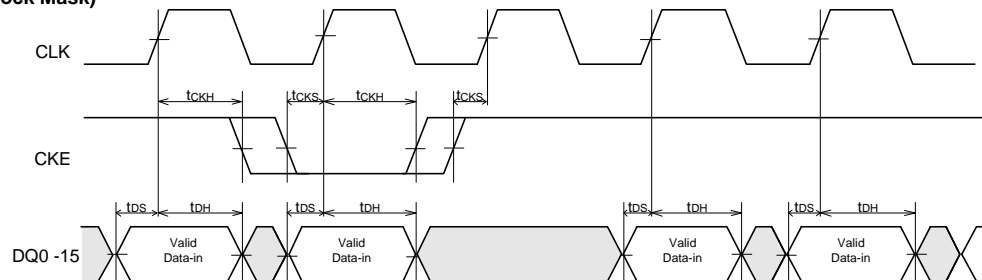 ock Mask)
CLK
tCKH tCKS tCKH tCKS
CKE
tDS tDH tDS tDH tDS tDH tDS tDH
DQ0 -15
Valid Data-in
Valid Data-in
Valid Data-in
Valid Data-in